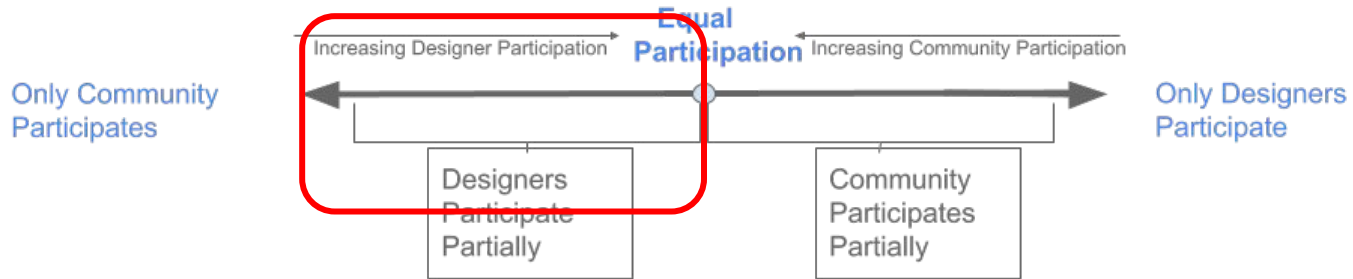 Equal
Participation
Increasing Designer Participation
Increasing Community Participation
Only Community
Participates
Only Designers
Participate
Designers
Participate
Partially
Community
Participates
Partially